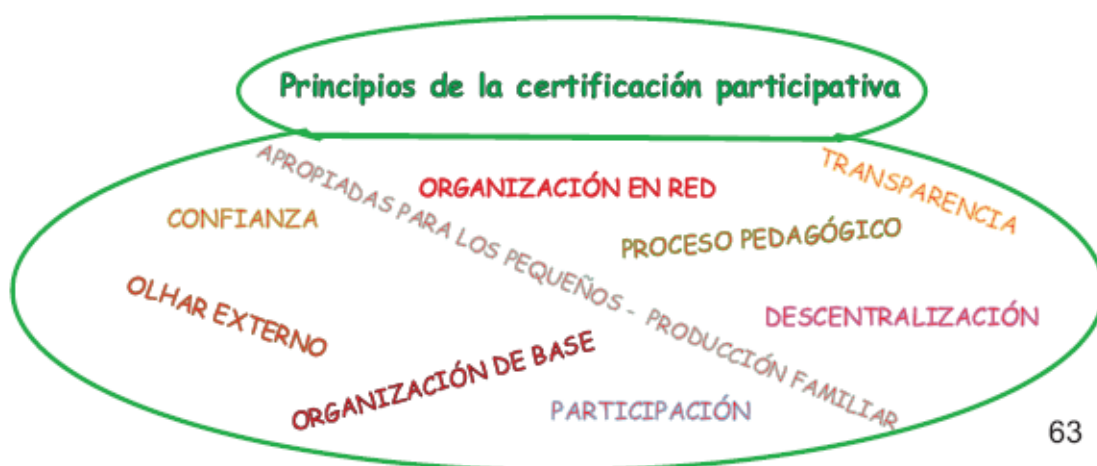 Principios de la certificación participativa
APROPIADAS PARA LOS PEQUEÑOS - PRODUCCIÓN FAMILIAR
TRANSPARENCIA
ORGANIZACIÓN EN RED
CONFIANZA
PROCESO PEDAGÓGICO
OLHAR EXTERNO
DESCENTRALIZACIÓN
ORGANIZACIÓN DE BASE
PARTICIPACIÓN
63